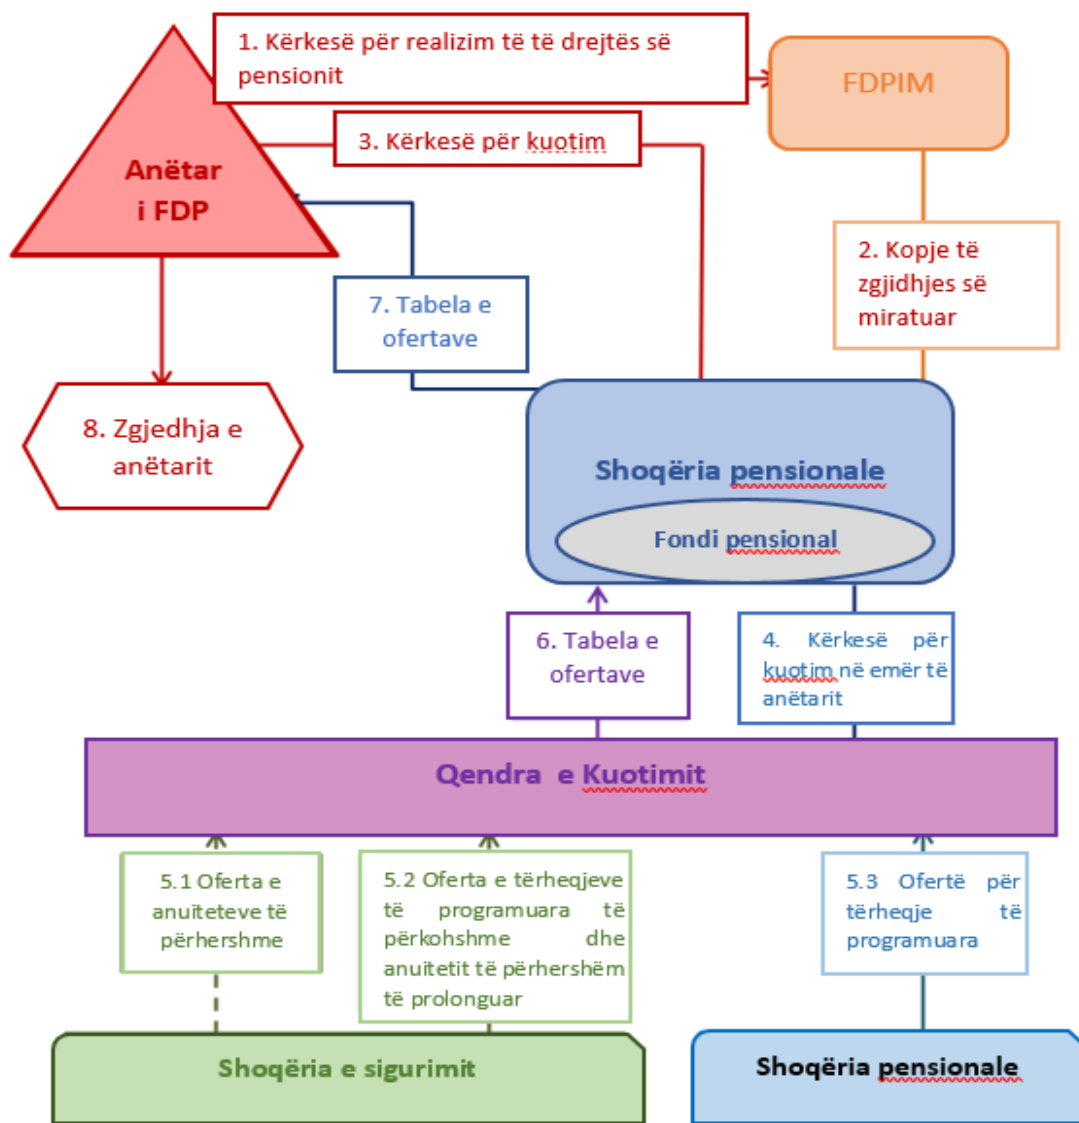 1. Kërkesë për realizim të të drejtës së
pensionit
FDPIM
3. Kërkesë për kuotim
Anëtar
i FDP
2. Kopje të
zgjidhjes së
miratuar
7. Tabela e
ofertave
8. Zgjedhja e
anëtarit
Shoqëria pensionale
Fondi pensional
6. Tabela e
ofertave
4. Kërkesë për
kuotim në emër të
anëtarit
Qendra e Kuotimit
5.1 Oferta e
anuiteteve të
përhershme
5.2 Oferta e tërheqjeve
të programuara të
përkohshme dhe
anuitetit të përhershëm
të prolonguar
5.3 Ofertë për
tërheqje të
programuara
Shoqëria e sigurimit
Shoqëria pensionale